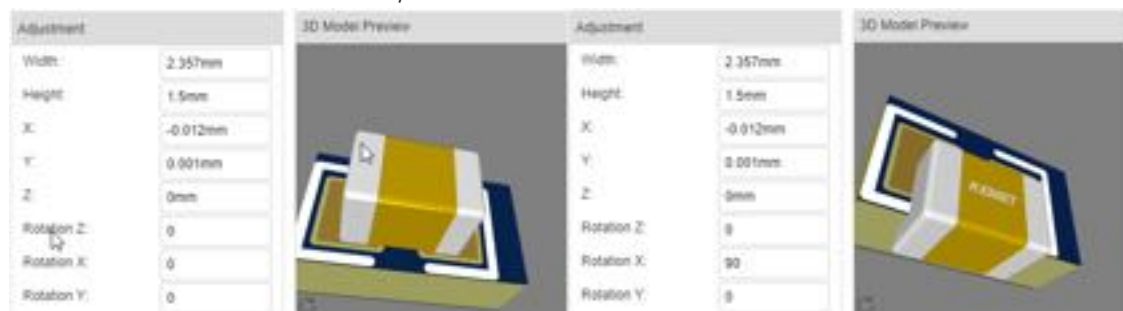 Adjustment
Width: 2.357mm
Height: 1.5mm
X: -0.012mm
Y: 0.001mm
Z: 0mm
Rotation Z: 0
Rotation X: 0
Rotation Y: 0
3D Model Preview
Adjustment
Width: 2.357mm
Height: 1.5mm
X: -0.012mm
Y: 0.001mm
Z: 0mm
Rotation Z: 0
Rotation X: 90
Rotation Y: 0
3D Model Preview
KEMET